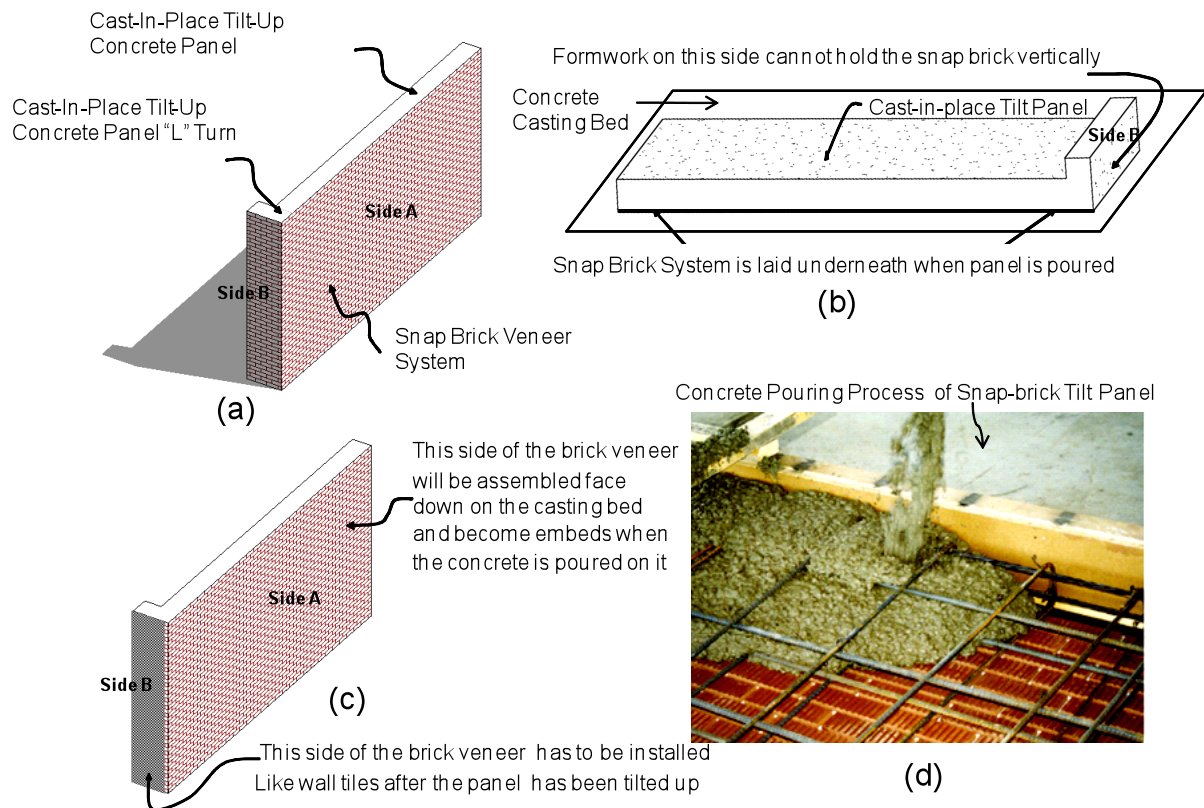 Cast-In-Place Tilt-Up
Concrete Panel
Cast-In-Place Tilt-Up
Concrete Panel "L" Turn
Side A
Side B
Snap Brick Veneer
System
(a)
Formwork on this side cannot hold the snap brick vertically
Concrete
Casting Bed
Cast-in-place Tilt Panel
Side B
Snap Brick System is laid underneath when panel is poured
(b)
This side of the brick veneer
will be assembled face
down on the casting bed
and become embeds when
the concrete is poured on it
Side A
Side B
(c)
This side of the brick veneer has to be installed
Like wall tiles after the panel has been tilted up
Concrete Pouring Process of Snap-brick Tilt Panel
(d)